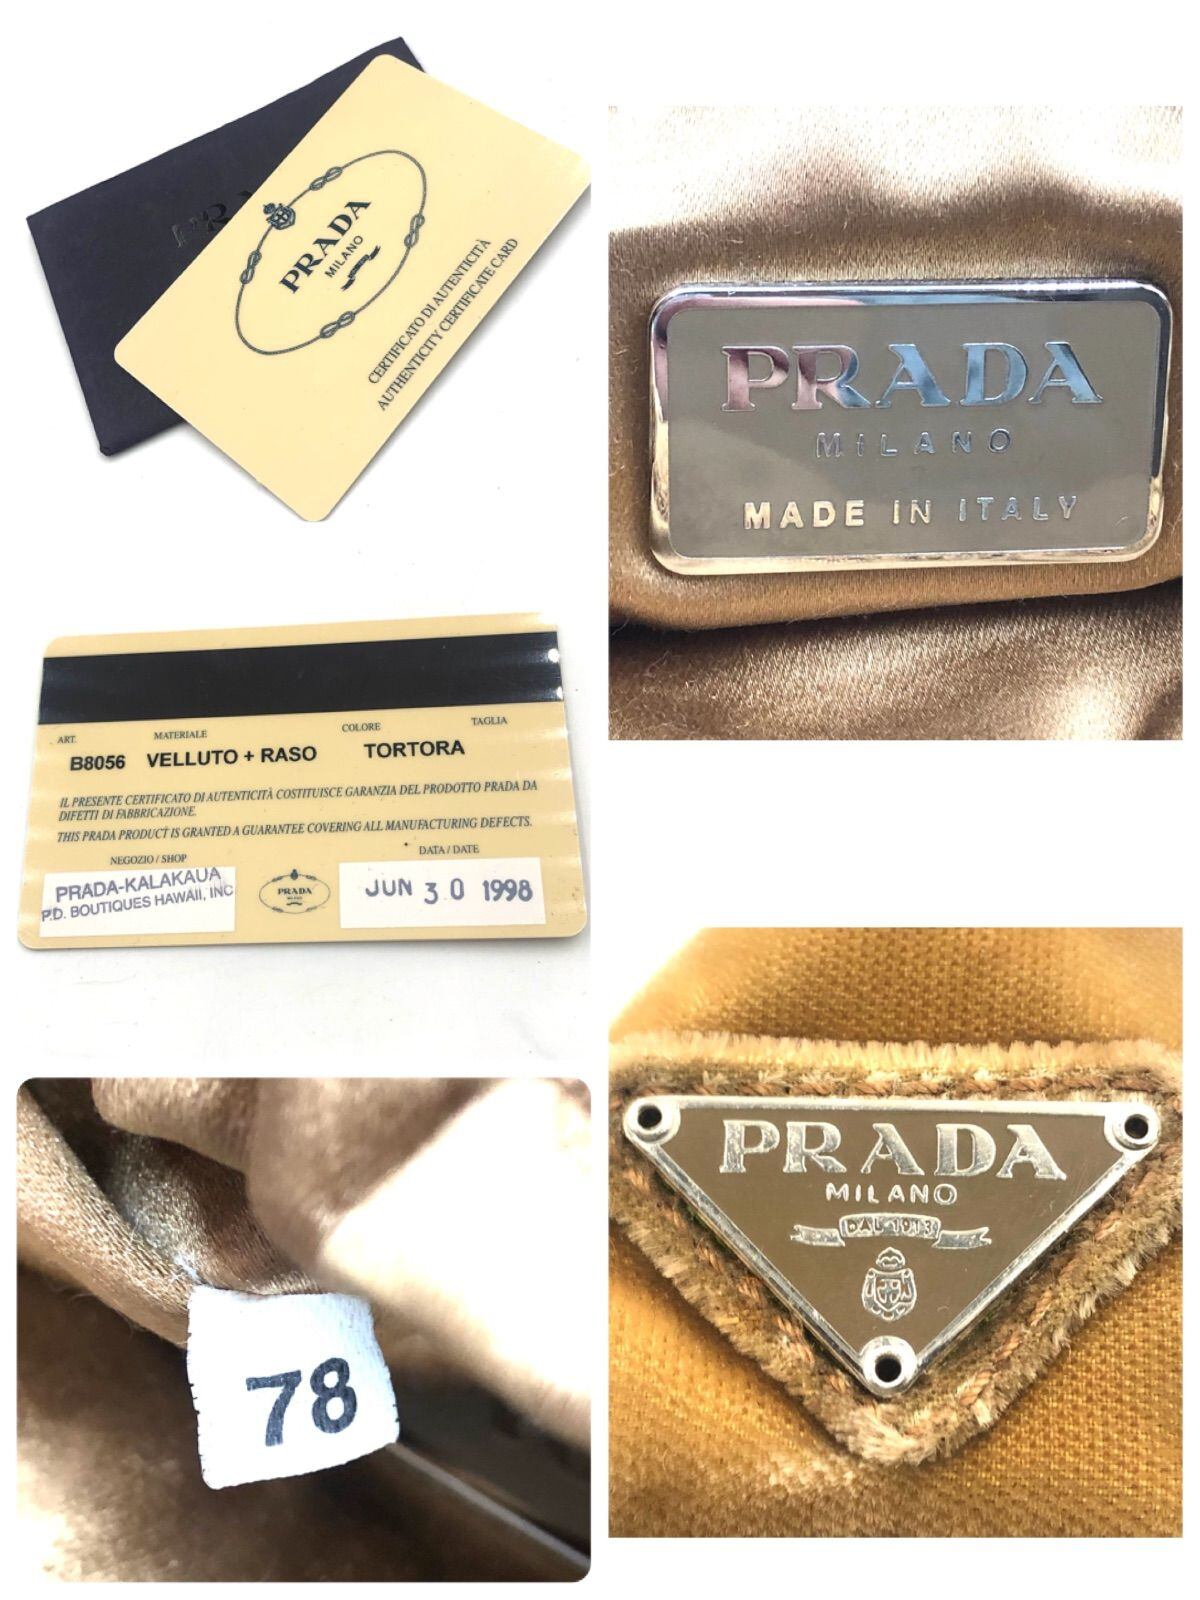 PRADA
MILANO
CERTIFICATO DI AUTENTICITÀ
AUTHENTICITY CERTIFICATE CARD
PRADA
MILANO
MADE IN ITALY
ART.
MATERIALE
COLORE
TAGLIA
B8056
VELLUTO + RASO
TORTORA
IL PRESENTE CERTIFICATO DI AUTENTICITÀ COSTITUISCE GARANZIA DEL PRODOTTO PRADA DA
DIFETTI DI FABBRICAZIONE.
THIS PRADA PRODUCT IS GRANTED A GUARANTEE COVERING ALL MANUFACTURING DEFECTS.
NEGOZIO / SHOP
DATA / DATE
PRADA-KALAKAUA
P.D. BOUTIQUES HAWAII, INC
PRADA
MILANO
JUN 30 1998
78
PRADA
MILANO
DAL 1913